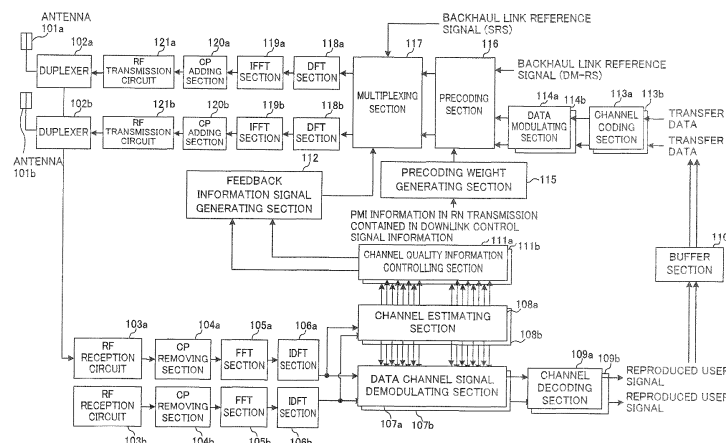 ANTENNA
101a
102a
DUPLEXER
121a
RF
TRANSMISSION
CIRCUIT
120a
CP
ADDING
SECTION
119a
IFFT
SECTION
118a
DFT
SECTION
BACKHAUL LINK REFERENCE
SIGNAL (SRS)
117
MULTIPLEXING
SECTION
116
PRECODING
SECTION
BACKHAUL LINK REFERENCE
SIGNAL (DM-RS)
114a
114b
DATA
MODULATING
SECTION
113a
113b
CHANNEL
CODING
SECTION
TRANSFER
DATA
TRANSFER
DATA
102b
DUPLEXER
121b
RF
TRANSMISSION
CIRCUIT
120b
CP
ADDING
SECTION
119b
IFFT
SECTION
118b
DFT
SECTION
ANTENNA
101b
112
FEEDBACK
INFORMATION SIGNAL
GENERATING SECTION
PRECODING WEIGHT
GENERATING SECTION
115
PMI INFORMATION IN RN TRANSMISSION
CONTAINED IN DOWNLINK CONTROL
SIGNAL INFORMATION
111a
111b
CHANNEL QUALITY INFORMATION
CONTROLLING SECTION
110
BUFFER
SECTION
108a
CHANNEL ESTIMATING
SECTION
108b
103a
RF
RECEPTION
CIRCUIT
104a
CP
REMOVING
SECTION
105a
FFT
SECTION
106a
IDFT
SECTION
DATA CHANNEL SIGNAL
DEMODULATING SECTION
107a
107b
109a
109b
CHANNEL
DECODING
SECTION
REPRODUCED USER
SIGNAL
REPRODUCED USER
SIGNAL
RF
RECEPTION
CIRCUIT
103b
CP
REMOVING
SECTION
104b
FFT
SECTION
105b
IDFT
SECTION
106b